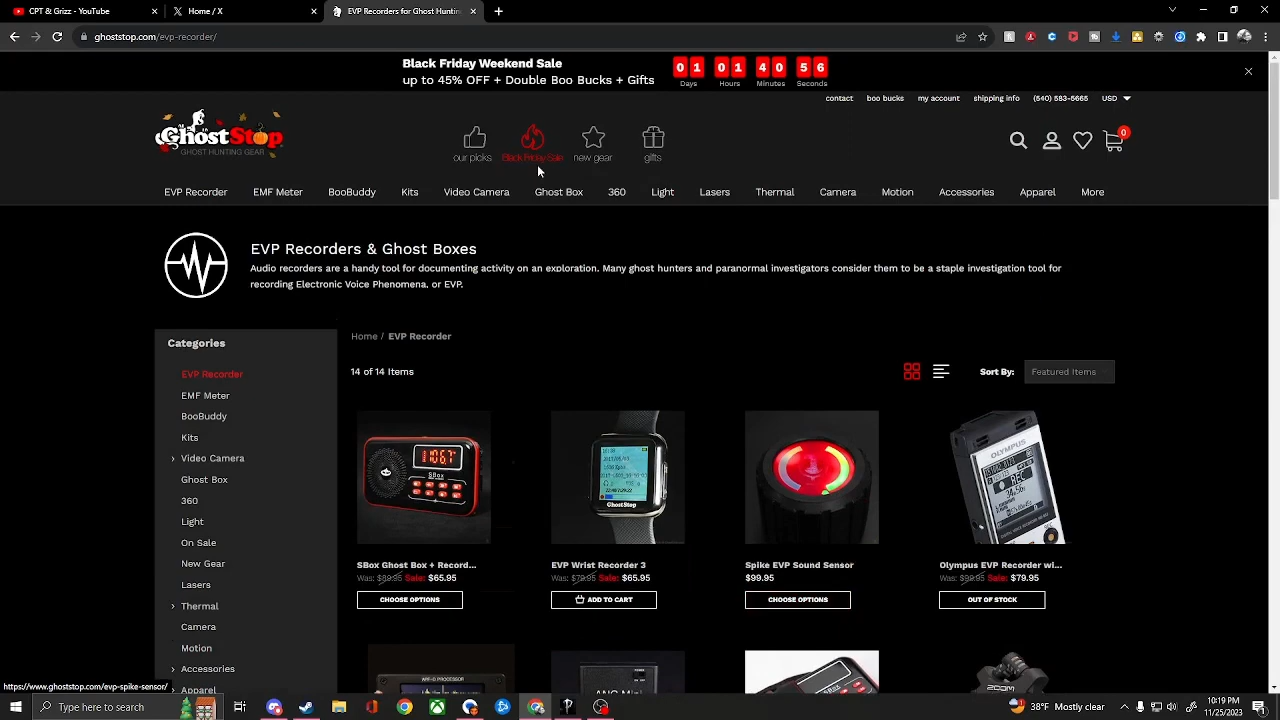 CPT & Griz - YouTube
Home / X
EVP Recorders for Ghost Huntin
ghoststop.com/evp-recorder/
Black Friday Weekend Sale
up to 45% OFF + Double Boo Bucks + Gifts
0 1 0 1 4 0 5 6
Days Hours Minutes Seconds
contact boo bucks my account shipping info (540) 583-5665 USD
GhostStop
GHOST HUNTING GEAR
our picks Black Friday Sale new gear gifts
0
EVP Recorder EMF Meter BooBuddy Kits Video Camera Ghost Box 360 Light Lasers Thermal Camera Motion Accessories Apparel More
EVP Recorders & Ghost Boxes
Audio recorders are a handy tool for documenting activity on an exploration. Many ghost hunters and paranormal investigators consider them to be a staple investigation tool for
recording Electronic Voice Phenomena, or EVP.
Categories
EVP Recorder
EMF Meter
BooBuddy
Kits
Video Camera
Ghost Box
360
Light
On Sale
New Gear
Lasers
Thermal
Camera
Motion
Accessories
Apparel
Home / EVP Recorder
14 of 14 Items
Sort By: Featured Items
106.7
SBox
GhostStop
OLYMPUS
REC
SBox Ghost Box + Record... EVP Wrist Recorder 3 Spike EVP Sound Sensor Olympus EVP Recorder wi...
Was: $89.95 Sale: $65.95 Was: $79.95 Sale: $65.95 $99.95 Was: $99.95 Sale: $79.95
CHOOSE OPTIONS ADD TO CART CHOOSE OPTIONS OUT OF STOCK
https://www.ghoststop.com/evp-spike-sensor/
Type here to search
38°F Mostly clear
10:19 PM
11/25/2023